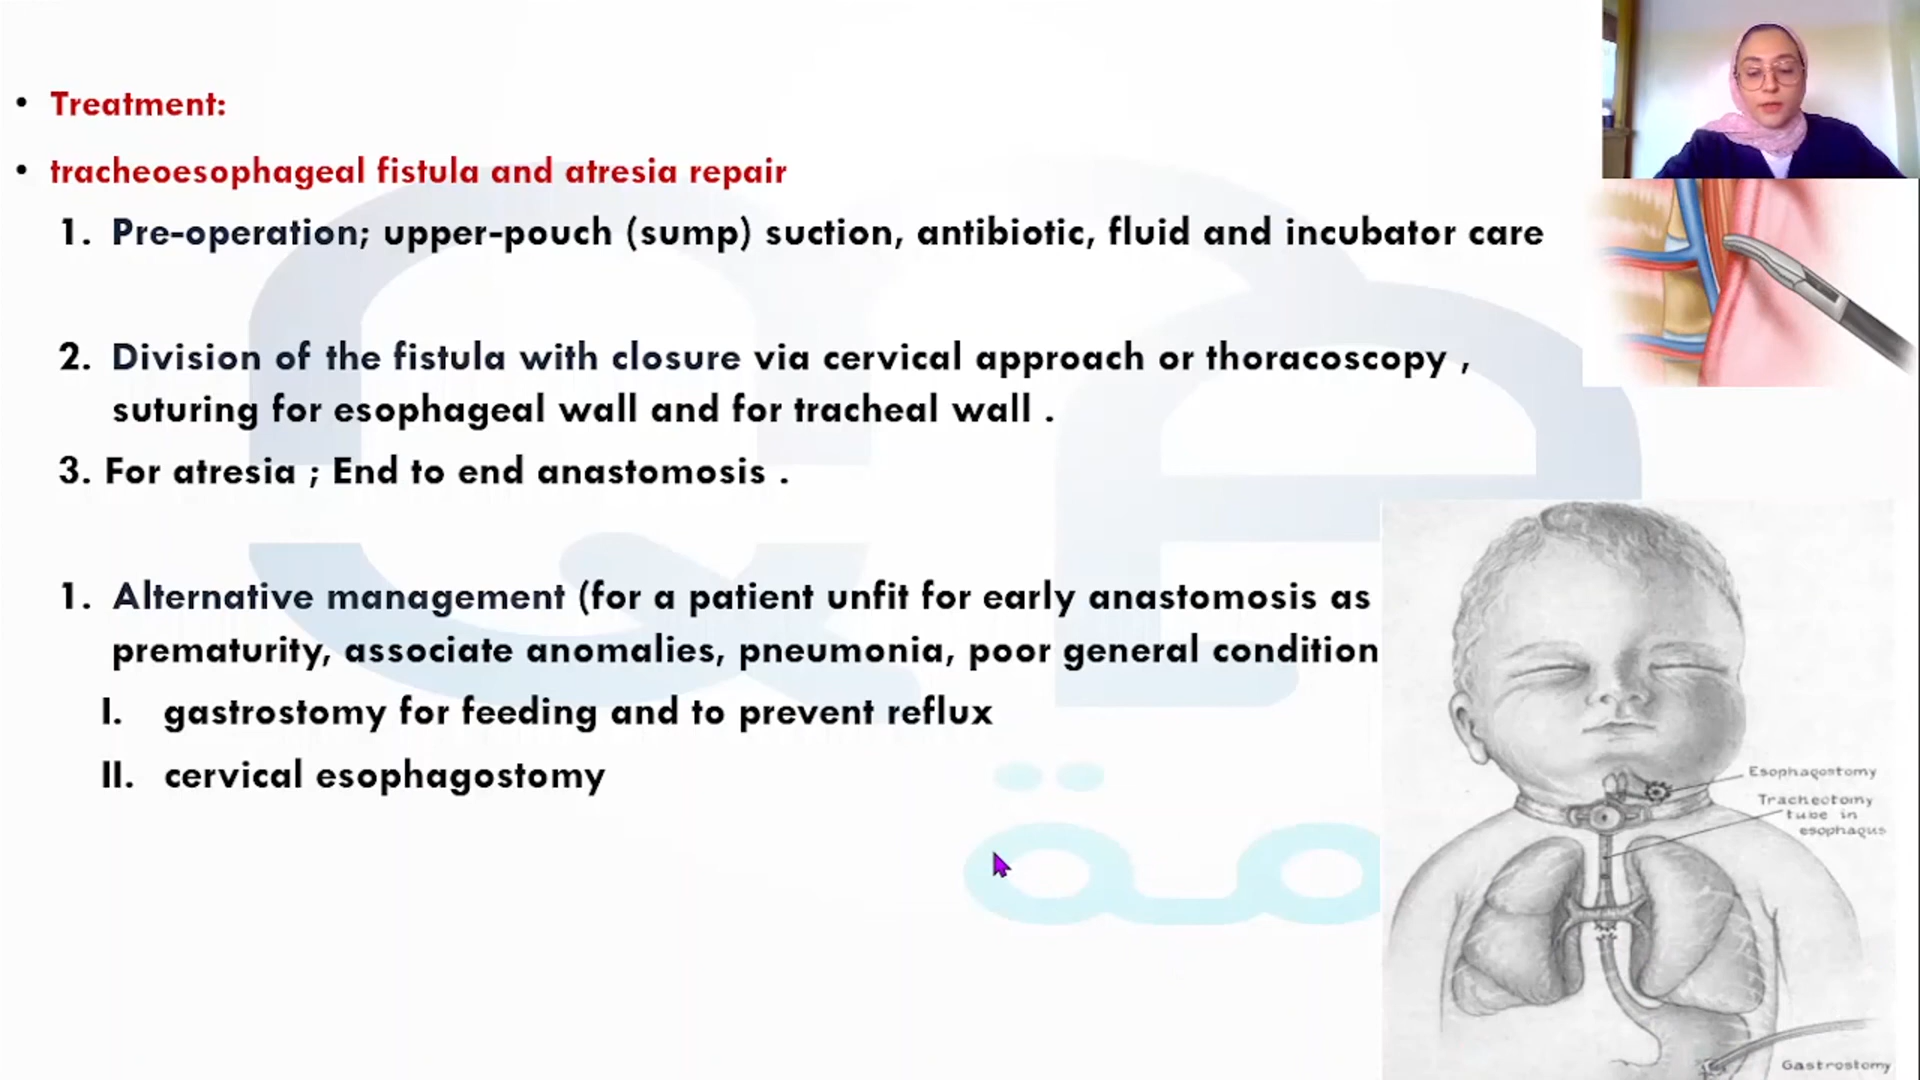 • Treatment:
• tracheoesophageal fistula and atresia repair
1. Pre-operation; upper-pouch (sump) suction, antibiotic, fluid and incubator care
2. Division of the fistula with closure via cervical approach or thoracoscopy ,
suturing for esophageal wall and for tracheal wall .
3. For atresia ; End to end anastomosis .
1. Alternative management (for a patient unfit for early anastomosis as
prematurity, associate anomalies, pneumonia, poor general condition
I. gastrostomy for feeding and to prevent reflux
II. cervical esophagostomy
Esophagostomy
Tracheotomy
tube in
esophagus
Gastrostomy